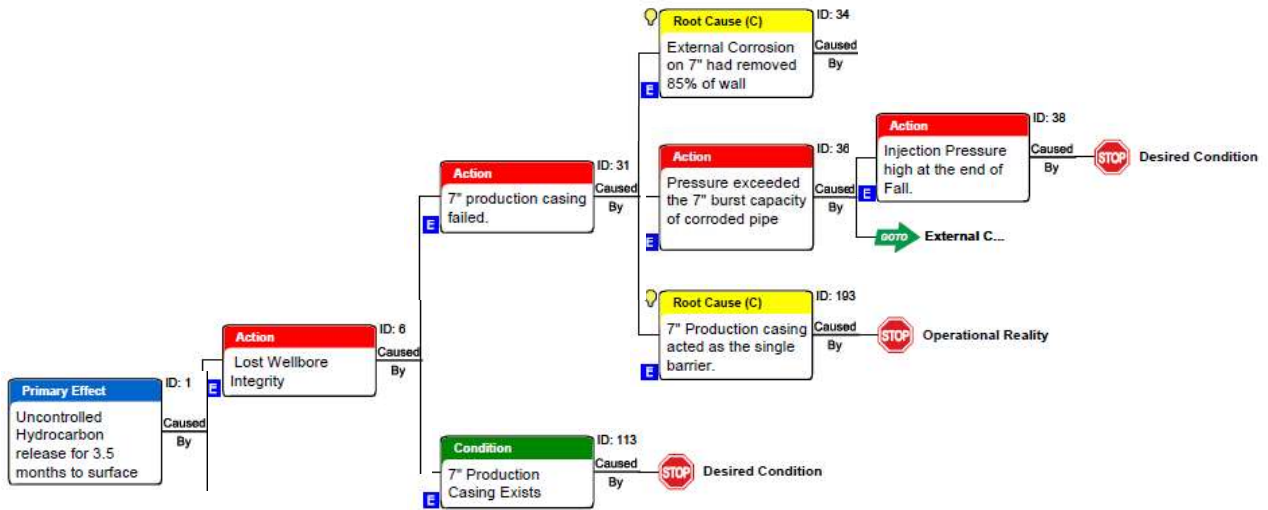 Primary Effect
ID: 1
Uncontrolled
Hydrocarbon
release for 3.5
months to surface
Caused
By
E
Action
ID: 6
Lost Wellbore
Integrity
Caused
By
E
Action
ID: 31
7" production casing
failed.
Caused
By
E
Root Cause (C)
ID: 34
External Corrosion
on 7" had removed
85% of wall
Caused
By
E
Action
ID: 36
Pressure exceeded
the 7" burst capacity
of corroded pipe
Caused
By
E
Action
ID: 38
Injection Pressure
high at the end of
Fall.
Caused
By
STOP
Desired Condition
GOTO
External C...
E
Root Cause (C)
ID: 193
7" Production casing
acted as the single
barrier.
Caused
By
STOP
Operational Reality
E
Condition
ID: 113
7" Production
Casing Exists
Caused
By
STOP
Desired Condition
E